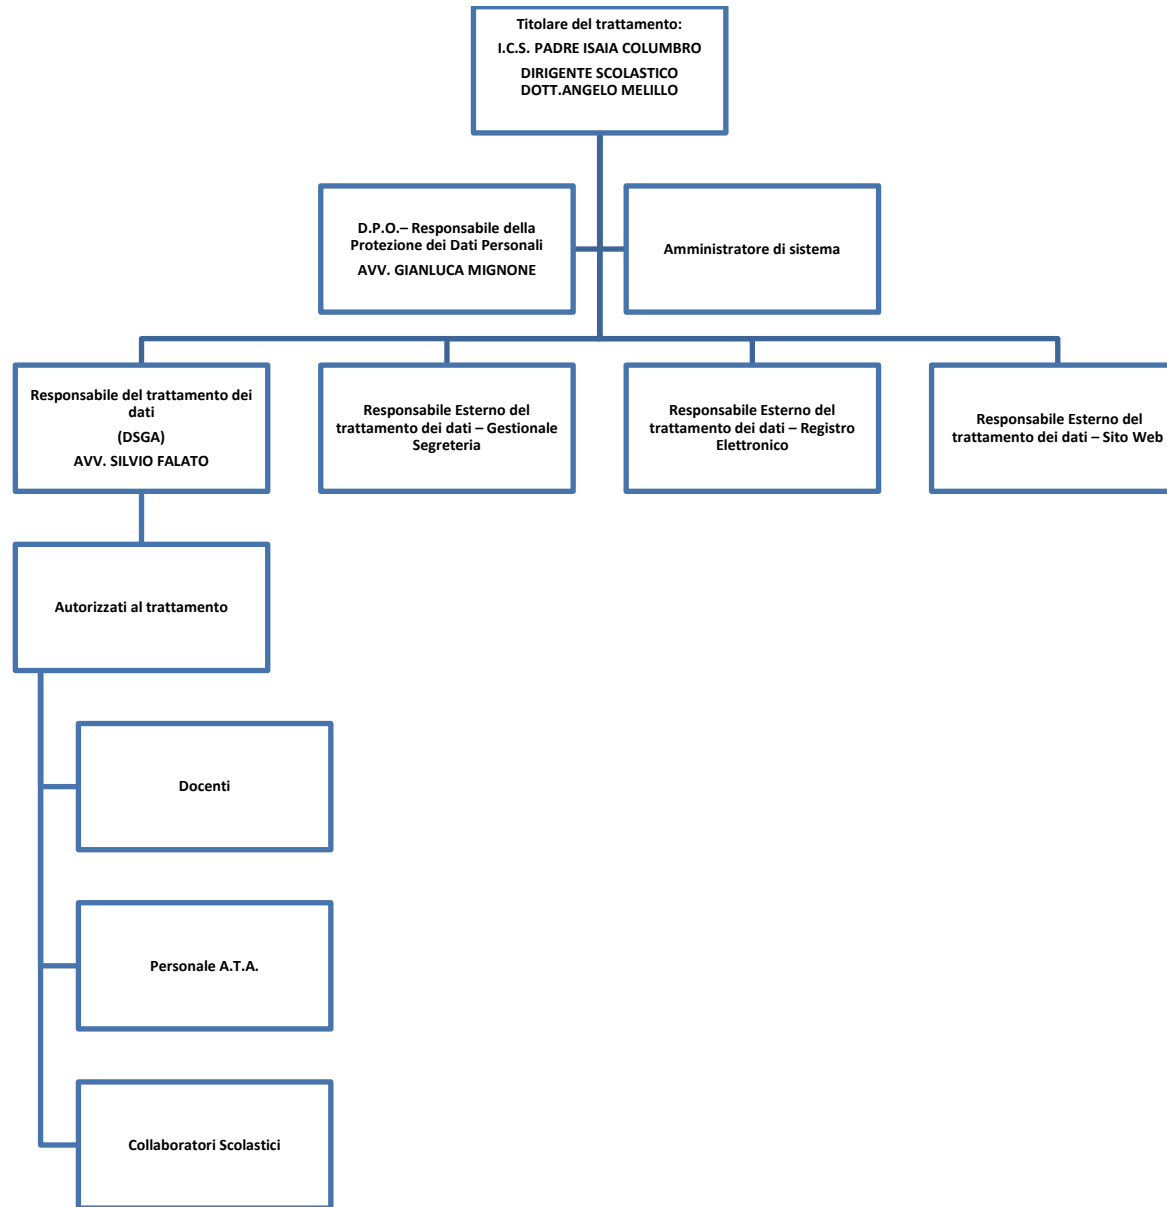 Titolare del trattamento:
I.C.S. PADRE ISAIA COLUMBRO
DIRIGENTE SCOLASTICO
DOTT.ANGELO MELILLO
D.P.O.– Responsabile della
Protezione dei Dati Personali
AVV. GIANLUCA MIGNONE
Amministratore di sistema
Responsabile del trattamento dei
dati
(DSGA)
AVV. SILVIO FALATO
Responsabile Esterno del
trattamento dei dati – Gestionale
Segreteria
Responsabile Esterno del
trattamento dei dati – Registro
Elettronico
Responsabile Esterno del
trattamento dei dati – Sito Web
Autorizzati al trattamento
Docenti
Personale A.T.A.
Collaboratori Scolastici